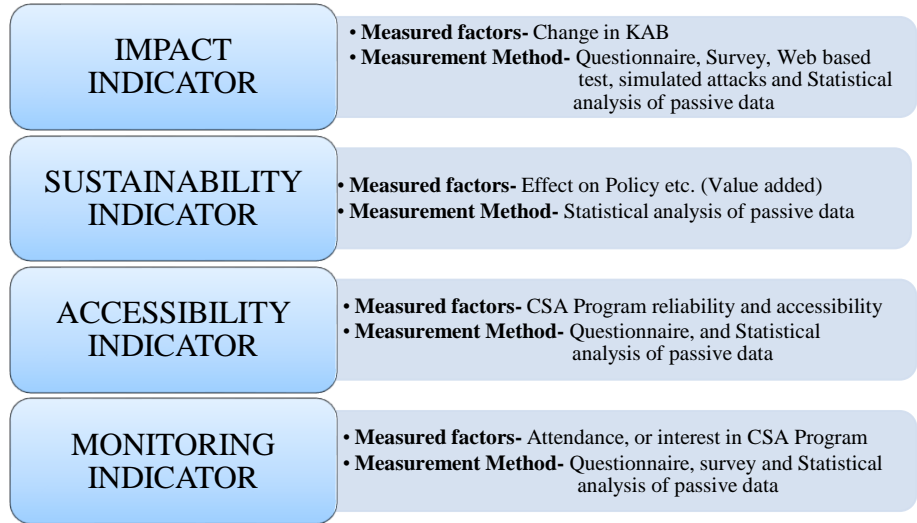 IMPACT
INDICATOR
• Measured factors- Change in KAB
• Measurement Method- Questionnaire, Survey, Web based
test, simulated attacks and Statistical
analysis of passive data
SUSTAINABILITY
INDICATOR
• Measured factors- Effect on Policy etc. (Value added)
• Measurement Method- Statistical analysis of passive data
ACCESSIBILITY
INDICATOR
• Measured factors- CSA Program reliability and accessibility
• Measurement Method- Questionnaire, and Statistical
analysis of passive data
MONITORING
INDICATOR
• Measured factors- Attendance, or interest in CSA Program
• Measurement Method- Questionnaire, survey and Statistical
analysis of passive data